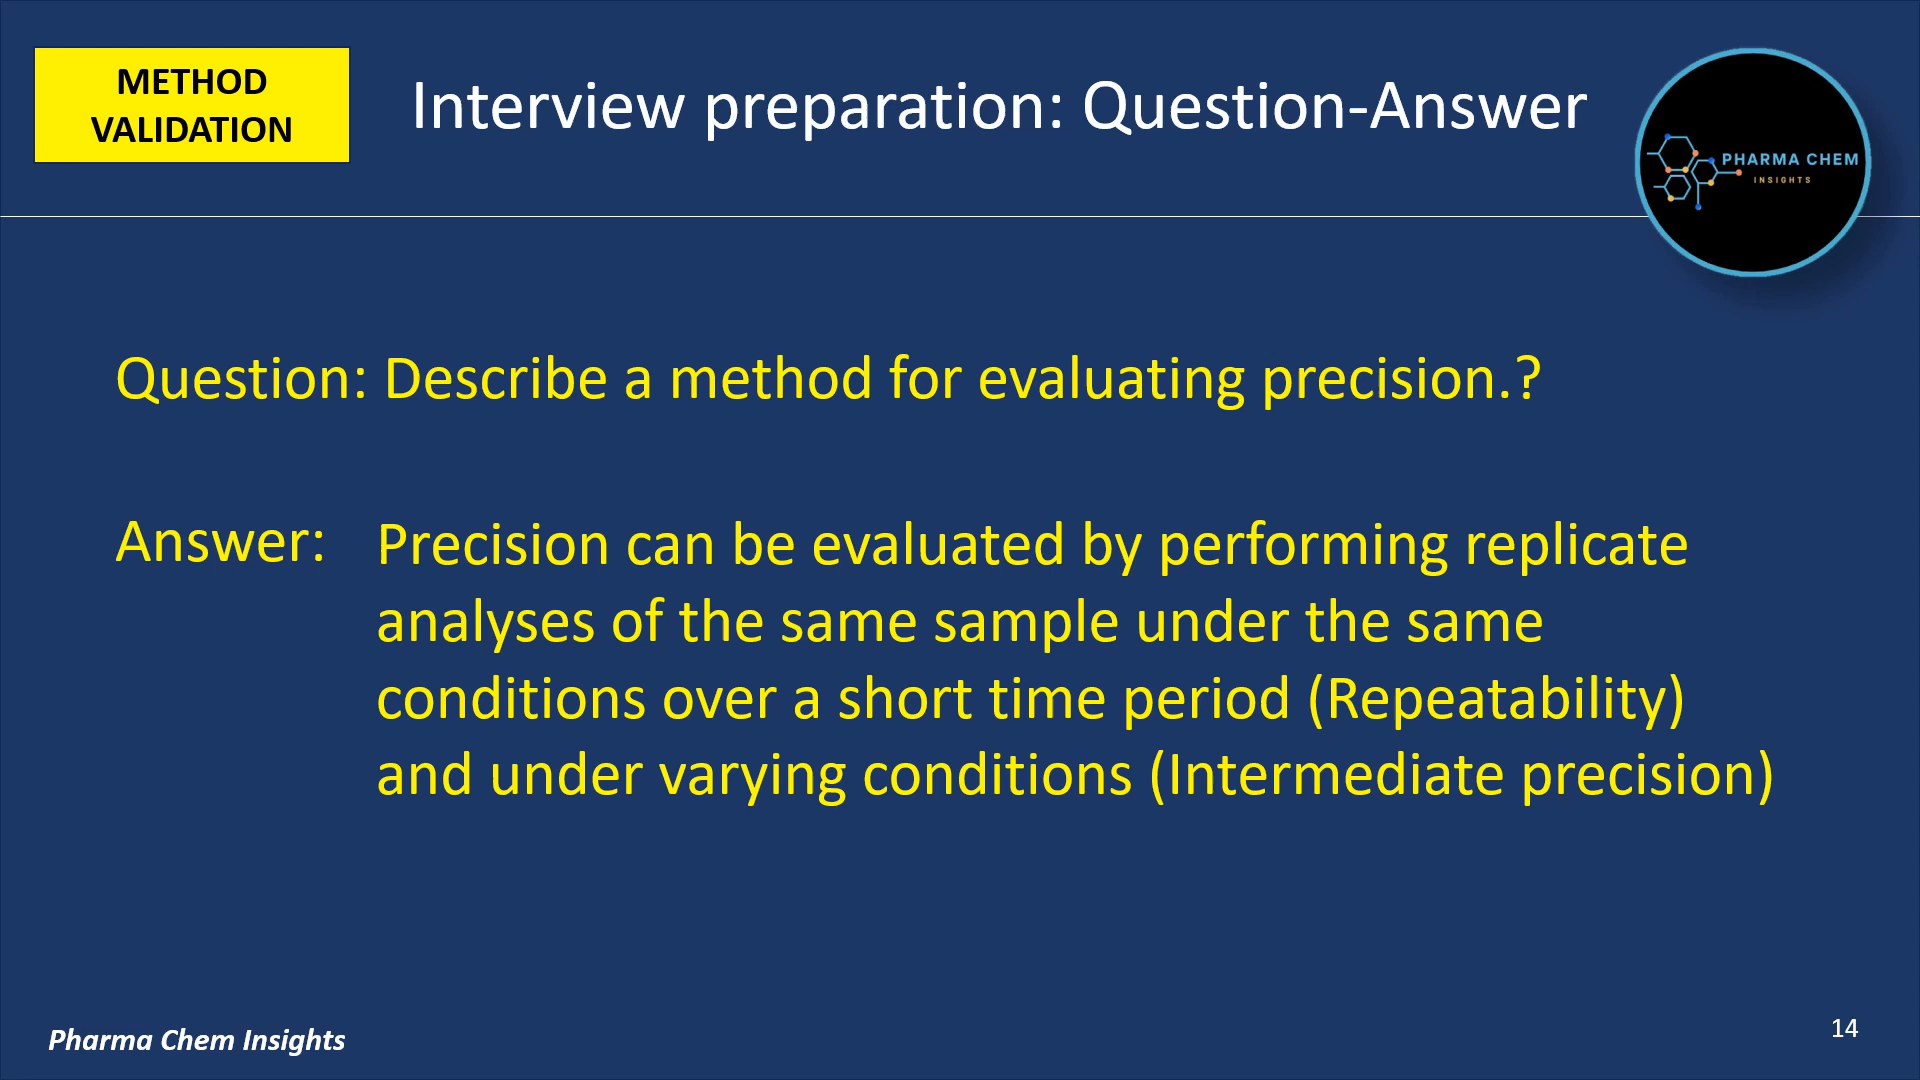 METHOD
VALIDATION
Interview preparation: Question-Answer
PHARMA CHEM
INSIGHTS
Question: Describe a method for evaluating precision.?
Answer: Precision can be evaluated by performing replicate
analyses of the same sample under the same
conditions over a short time period (Repeatability)
and under varying conditions (Intermediate precision)
Pharma Chem Insights
14